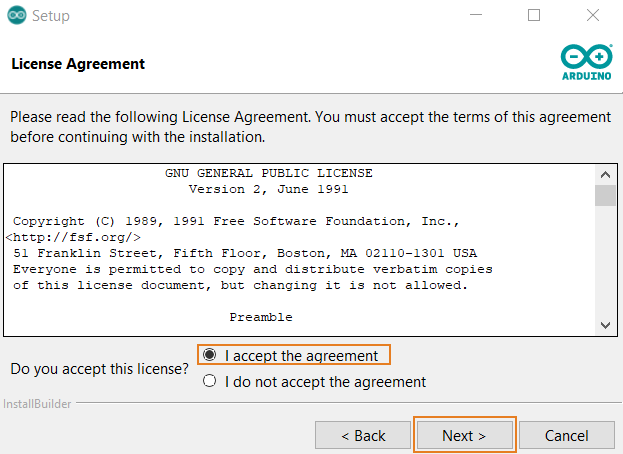 Setup
License Agreement
ARDUINO
Please read the following License Agreement. You must accept the terms of this agreement
before continuing with the installation.
GNU GENERAL PUBLIC LICENSE
Version 2, June 1991
Copyright (C) 1989, 1991 Free Software Foundation, Inc.,
<http://fsf.org/>
51 Franklin Street, Fifth Floor, Boston, MA 02110-1301 USA
Everyone is permitted to copy and distribute verbatim copies
of this license document, but changing it is not allowed.
Preamble
Do you accept this license?
I accept the agreement
I do not accept the agreement
InstallBuilder
< Back
Next >
Cancel